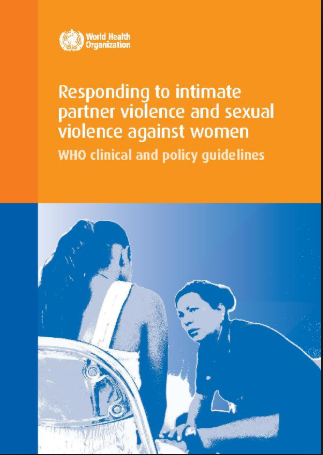 World Health
Organization
Responding to intimate
partner violence and sexual
violence against women
WHO clinical and policy guidelines